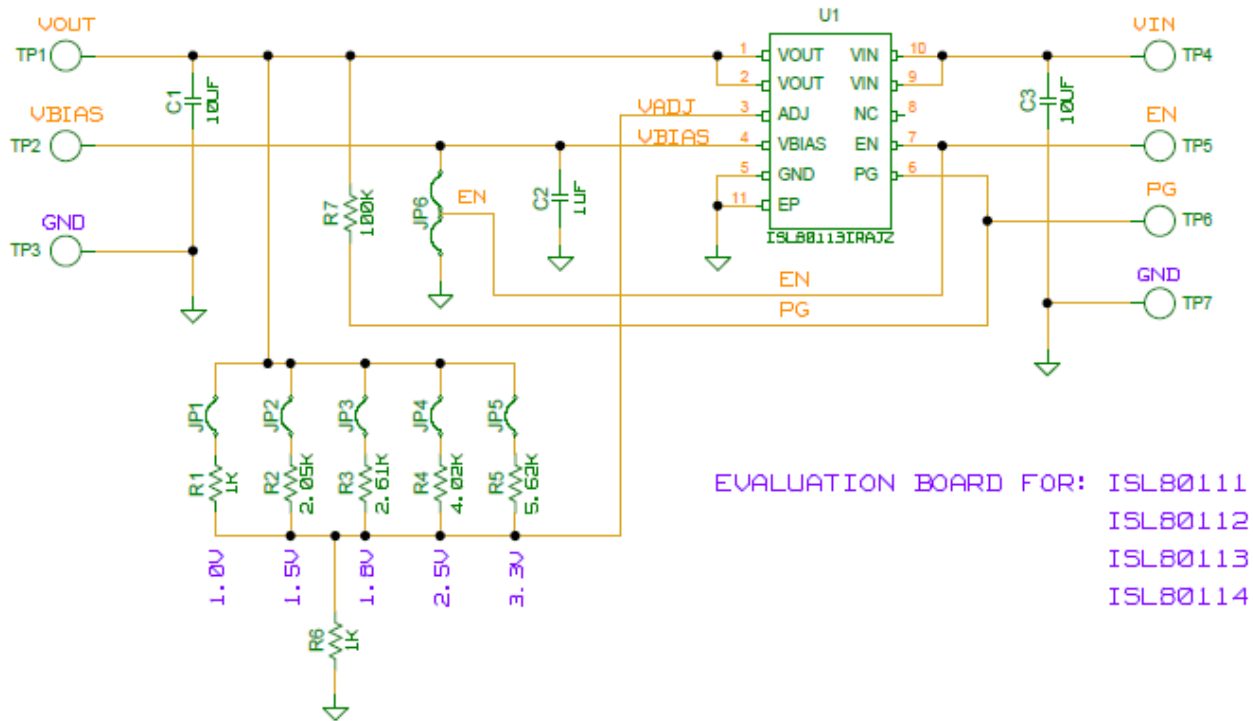 VOUT
TP1
VBIAS
TP2
GND
TP3
C1
10UF
R7
100K
JP6
EN
C2
1UF
VADJ
VBIAS
U1
1 VOUT VIN 10
2 VOUT VIN 9
3 ADJ NC 8
4 VBIAS EN 7
5 GND PG 6
11 EP
ISL80113IRAJZ
EN
PG
C3
10UF
VIN
TP4
EN
TP5
PG
TP6
GND
TP7
JP1
JP2
JP3
JP4
JP5
R1
1K
R2
2.05K
R3
2.61K
R4
4.02K
R5
5.62K
1.0V
1.5V
1.8V
2.5V
3.3V
R6
1K
EVALUATION BOARD FOR: ISL80111
ISL80112
ISL80113
ISL80114